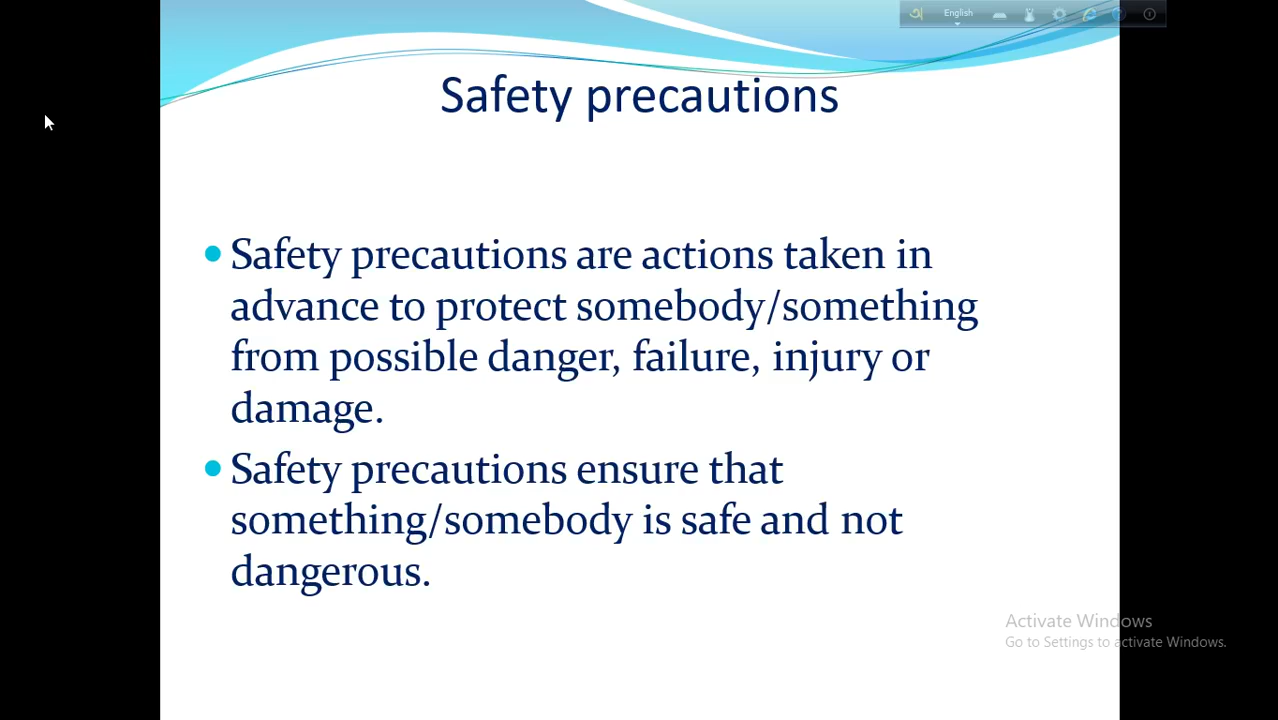 English
Safety precautions
Safety precautions are actions taken in
advance to protect somebody/something
from possible danger, failure, injury or
damage.
Safety precautions ensure that
something/somebody is safe and not
dangerous.
Activate Windows
Go to Settings to activate Windows.